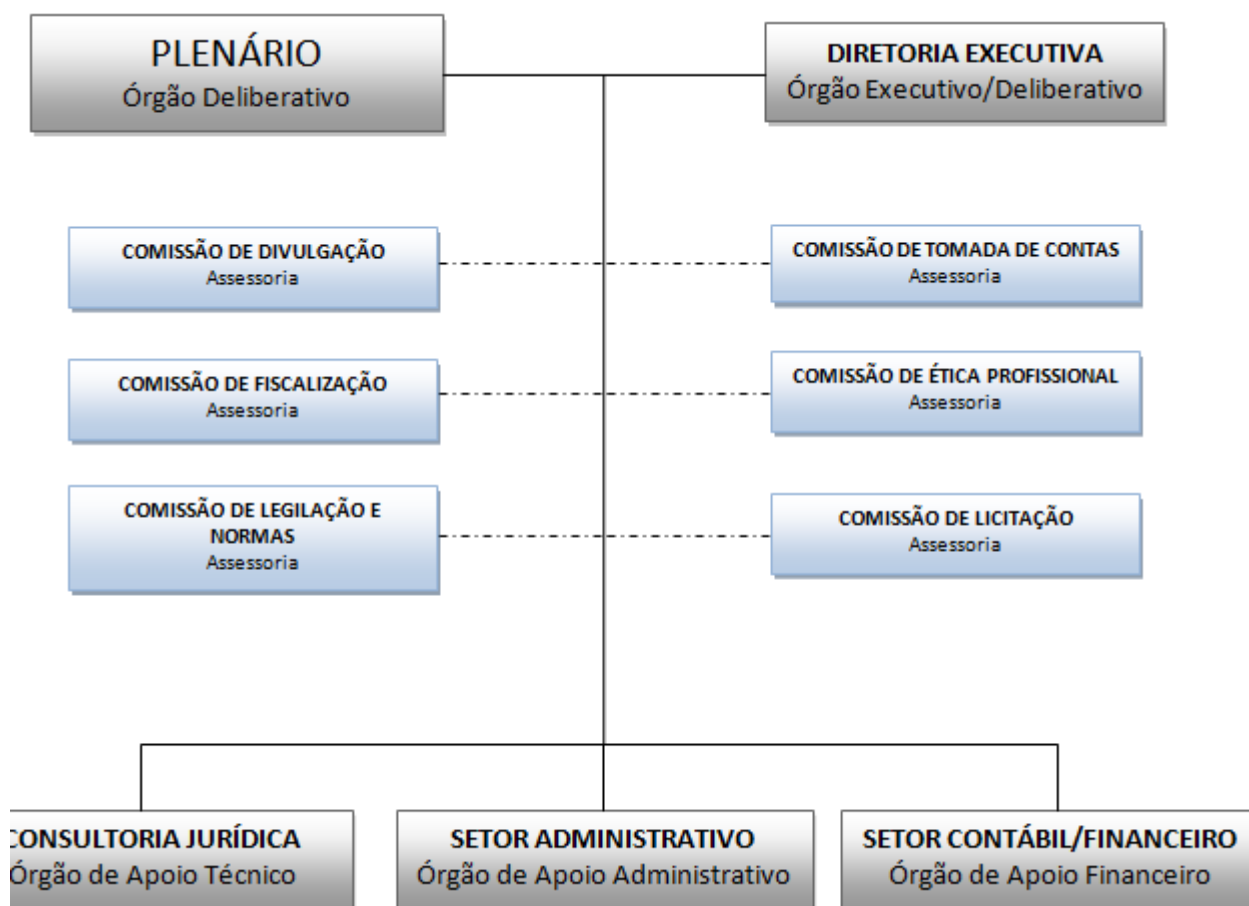 PLENÁRIO
Órgão Deliberativo
DIRETORIA EXECUTIVA
Órgão Executivo/Deliberativo
COMISSÃO DE DIVULGAÇÃO
Assessoria
COMISSÃO DE TOMADA DE CONTAS
Assessoria
COMISSÃO DE FISCALIZAÇÃO
Assessoria
COMISSÃO DE ÉTICA PROFISSIONAL
Assessoria
COMISSÃO DE LEGILAÇÃO E
NORMAS
Assessoria
COMISSÃO DE LICITAÇÃO
Assessoria
CONSULTORIA JURÍDICA
Órgão de Apoio Técnico
SETOR ADMINISTRATIVO
Órgão de Apoio Administrativo
SETOR CONTÁBIL/FINANCEIRO
Órgão de Apoio Financeiro